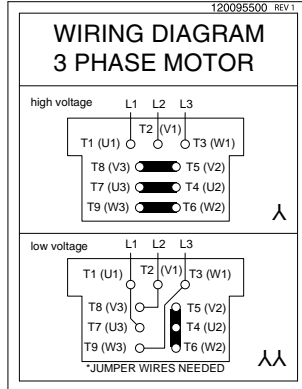 120095500 REV 1
WIRING DIAGRAM
3 PHASE MOTOR
high voltage L1 L2 L3
T2 (V1)
T1 (U1) T3 (W1)
T8 (V3) T5 (V2)
T7 (U3) T4 (U2)
T9 (W3) T6 (W2)
low voltage L1 L2 L3
T1 (U1) T2 (V1) T3 (W1)
T8 (V3) T5 (V2)
T7 (U3) T4 (U2)
T9 (W3) T6 (W2)
*JUMPER WIRES NEEDED